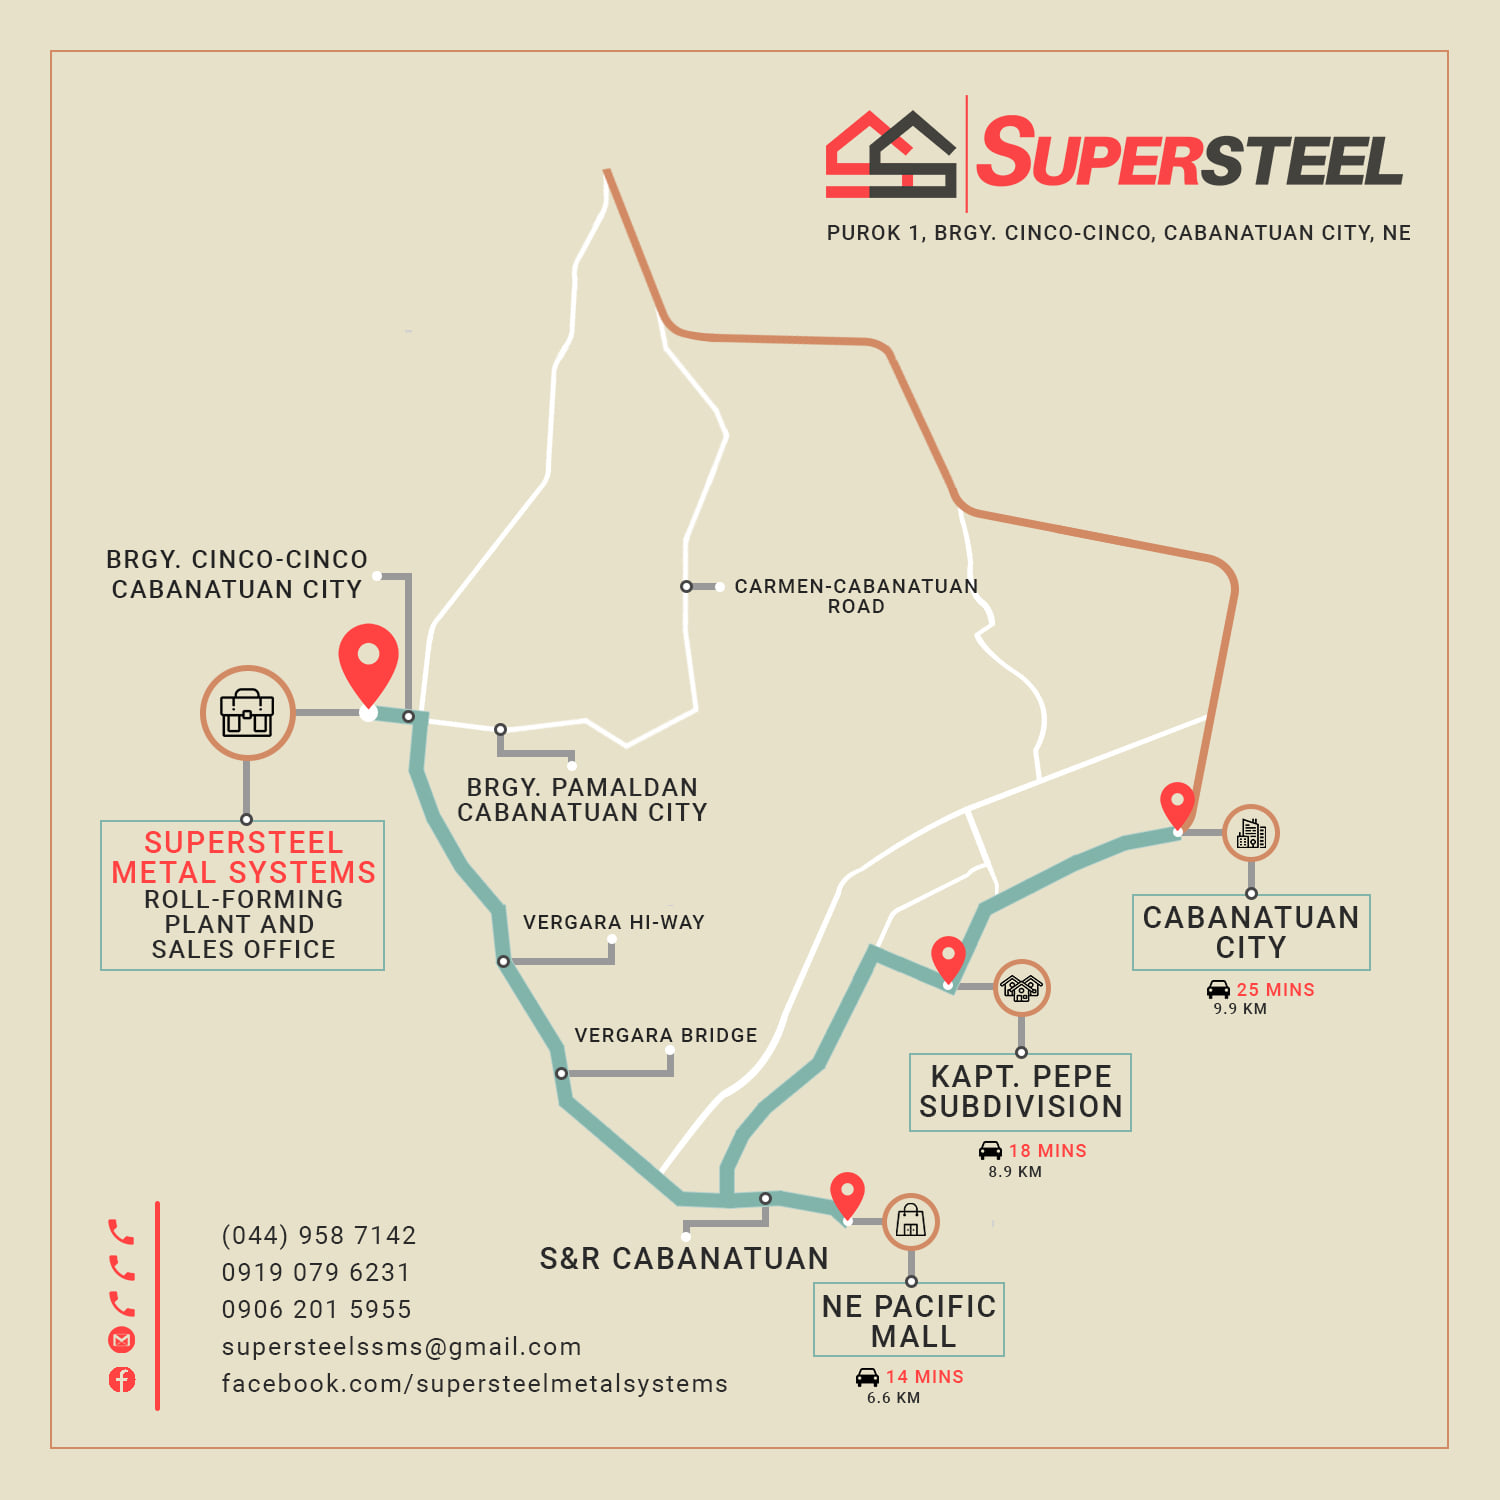 SUPERSTEEL
PUROK 1, BRGY. CINCO-CINCO, CABANATUAN CITY, NE
BRGY. CINCO-CINCO
CABANATUAN CITY
CARMEN-CABANATUAN
ROAD
BRGY. PAMALDAN
CABANATUAN CITY
SUPERSTEEL
METAL SYSTEMS
ROLL-FORMING
PLANT AND
SALES OFFICE
VERGARA HI-WAY
CABANATUAN
CITY
25 MINS
9.9 KM
VERGARA BRIDGE
KAPT. PEPE
SUBDIVISION
18 MINS
8.9 KM
S&R CABANATUAN
NE PACIFIC
MALL
14 MINS
6.6 KM
(044) 958 7142
0919 079 6231
0906 201 5955
supersteelssms@gmail.com
facebook.com/supersteelmetalsystems